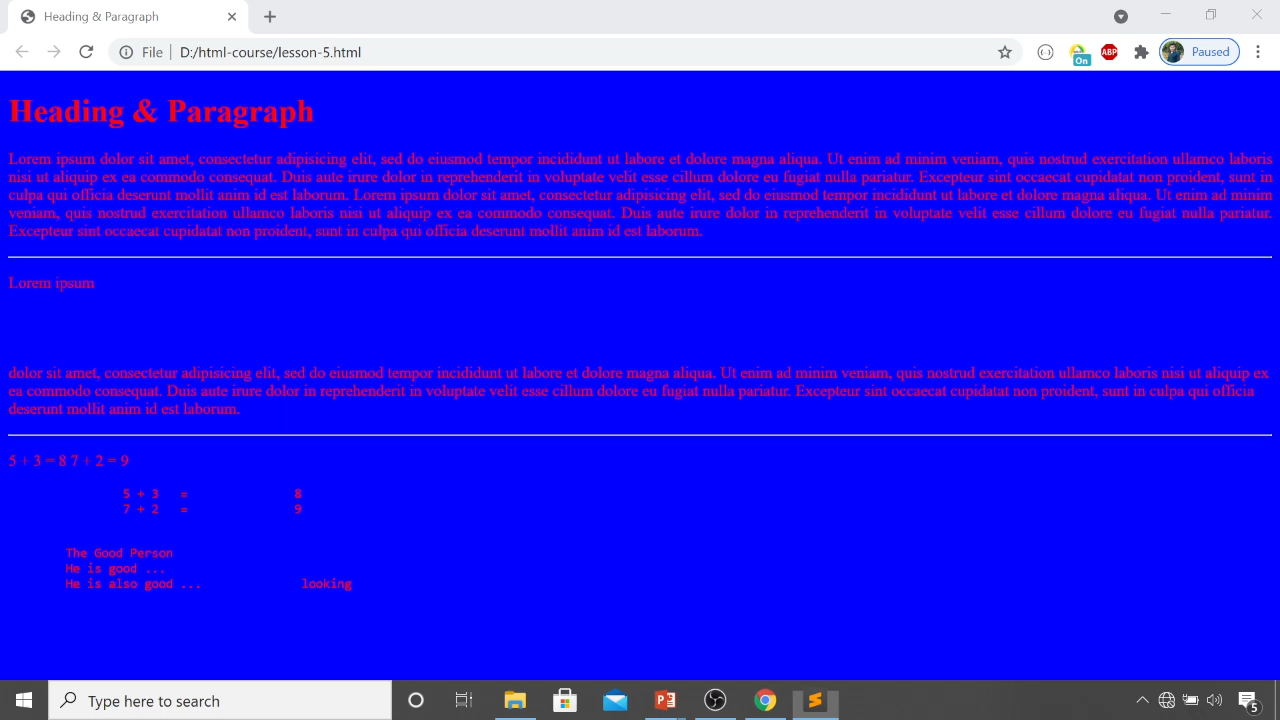 Heading & Paragraph
File
D:/html-course/lesson-5.html
On
ABP
Paused
Heading & Paragraph
Lorem ipsum dolor sit amet, consectetur adipisicing elit, sed do eiusmod tempor incididunt ut labore et dolore magna aliqua. Ut enim ad minim veniam, quis nostrud exercitation ullamco laboris
nisi ut aliquip ex ea commodo consequat. Duis aute irure dolor in reprehenderit in voluptate velit esse cillum dolore eu fugiat nulla pariatur. Excepteur sint occaecat cupidatat non proident, sunt in
culpa qui officia deserunt mollit anim id est laborum. Lorem ipsum dolor sit amet, consectetur adipisicing elit, sed do eiusmod tempor incididunt ut labore et dolore magna aliqua. Ut enim ad minim
veniam, quis nostrud exercitation ullamco laboris nisi ut aliquip ex ea commodo consequat. Duis aute irure dolor in reprehenderit in voluptate velit esse cillum dolore eu fugiat nulla pariatur.
Excepteur sint occaecat cupidatat non proident, sunt in culpa qui officia deserunt mollit anim id est laborum.
Lorem ipsum
dolor sit amet, consectetur adipisicing elit, sed do eiusmod tempor incididunt ut labore et dolore magna aliqua. Ut enim ad minim veniam, quis nostrud exercitation ullamco laboris nisi ut aliquip ex
ea commodo consequat. Duis aute irure dolor in reprehenderit in voluptate velit esse cillum dolore eu fugiat nulla pariatur. Excepteur sint occaecat cupidatat non proident, sunt in culpa qui officia
deserunt mollit anim id est laborum.
5 + 3 = 8 7 + 2 = 9
5 + 3 = 8
7 + 2 = 9
The Good Person
He is good ...
He is also good ... looking
Type here to search
5